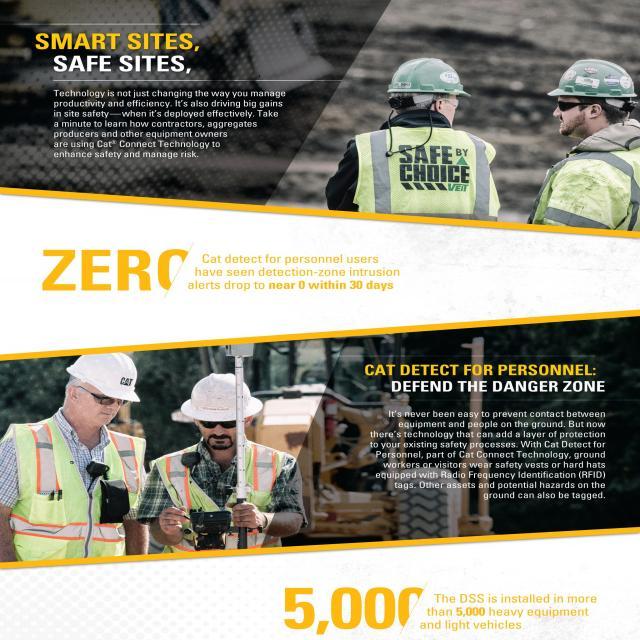 SMART SITES,
SAFE SITES,
Technology is not just changing the way you manage
productivity and efficiency. It's also driving big gains
in site safety—when it's deployed effectively. Take
a minute to learn how contractors, aggregates
producers and other equipment owners
are using Cat® Connect Technology to
enhance safety and manage risk.
SAFE BY
CHOICE
VEIT
ZERO
Cat detect for personnel users
have seen detection-zone intrusion
alerts drop to near 0 within 30 days
CAT
CAT DETECT FOR PERSONNEL:
DEFEND THE DANGER ZONE
It's never been easy to prevent contact between
equipment and people on the ground. But now
there's technology that can add a layer of protection
to your existing safety processes. With Cat Detect for
Personnel, part of Cat Connect Technology, ground
workers or visitors wear safety vests or hard hats
equipped with Radio Frequency Identification (RFID)
tags. Other assets and potential hazards on the
ground can also be tagged.
5,000
The DSS is installed in more
than 5,000 heavy equipment
and light vehicles